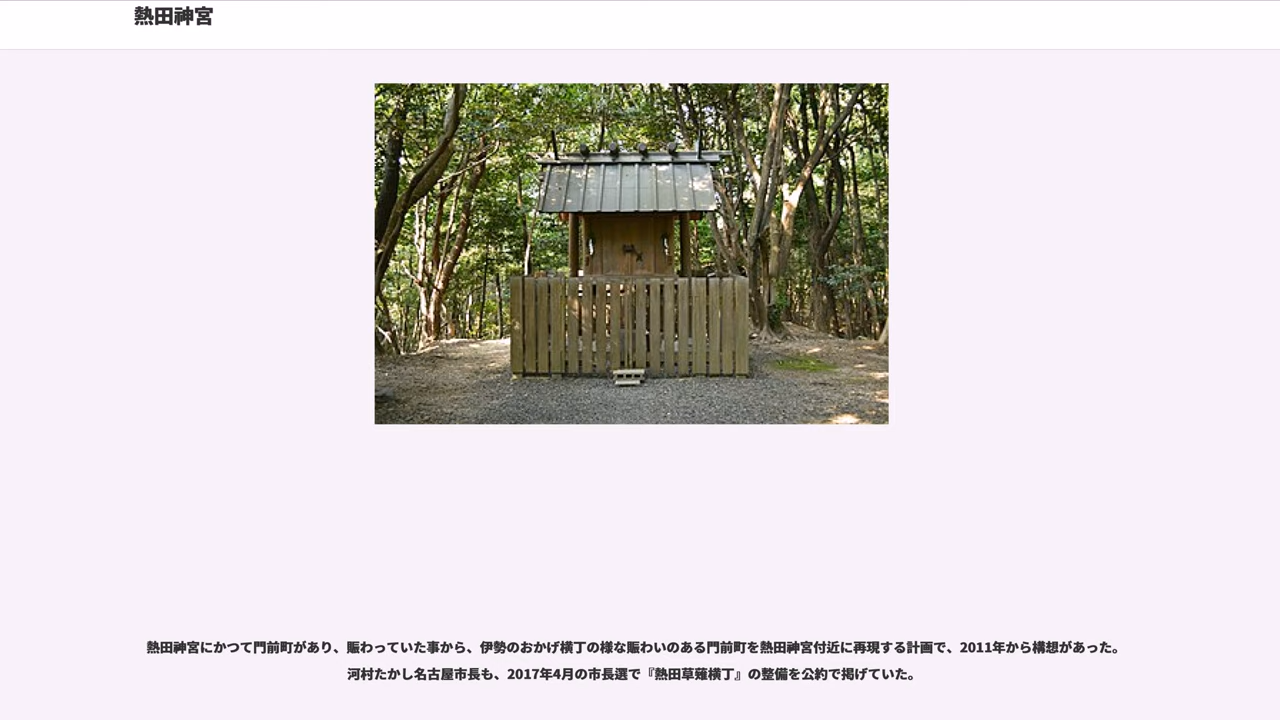 熱田神宮
熱田神宮にかつて門前町があり、賑わっていた事から、伊勢のおかげ横丁の様な賑わいのある門前町を熱田神宮付近に再現する計画で、2011年から構想があった。
河村たかし名古屋市長も、2017年4月の市長選で『熱田草薙横丁』の整備を公約で掲げていた。